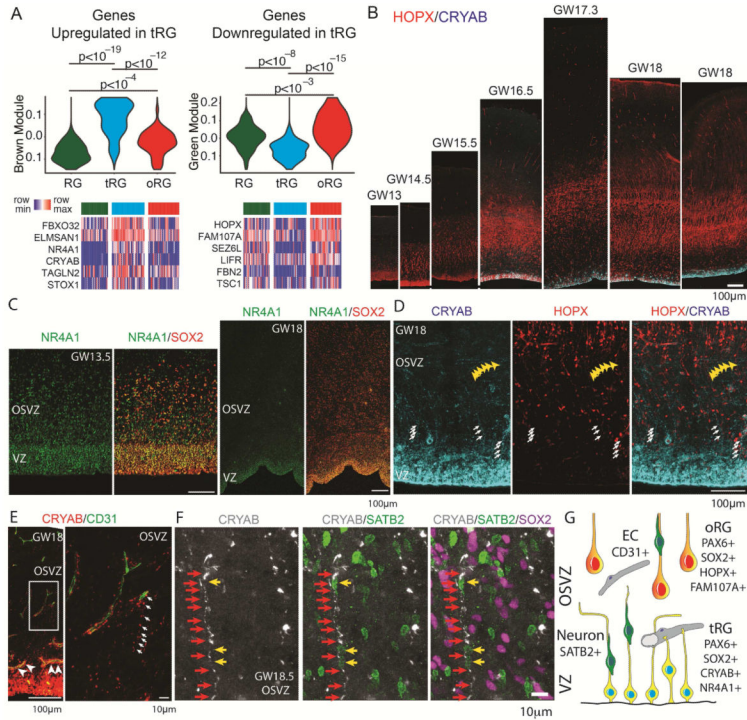 A
Genes
Upregulated in tRG
p<10⁻¹⁹
p<10⁻¹²
p<10⁻⁴
Brown Module
0.1
0.0
0.1
RG
tRG
oRG
Genes
Downregulated in tRG
p<10⁻⁸
p<10⁻¹⁵
p<10⁻³
Green Module
0.2
0.1
0.0
0.1
RG
tRG
oRG
row
min
row
max
FBXO32
ELMSAN1
NR4A1
CRYAB
TAGLN2
STOX1
HOPX
FAM107A
SEZ6L
LIFR
FBN2
TSC1
B
HOPX/CRYAB
GW13
GW14.5
GW15.5
GW16.5
GW17.3
GW18
GW18
100μm
C
NR4A1
NR4A1/SOX2
GW13.5
OSVZ
VZ
NR4A1
NR4A1/SOX2
GW18
OSVZ
VZ
D
CRYAB
HOPX
HOPX/CRYAB
GW18
OSVZ
VZ
100μm
E
CRYAB/CD31
GW18
OSVZ
OSVZ
100μm
10μm
F
CRYAB
CRYAB/SATB2
CRYAB/SATB2/SOX2
GW18.5
OSVZ
10μm
G
OSVZ
VZ
EC
CD31+
oRG
PAX6+
SOX2+
HOPX+
FAM107A+
Neuron
SATB2+
tRG
PAX6+
SOX2+
CRYAB+
NR4A1+